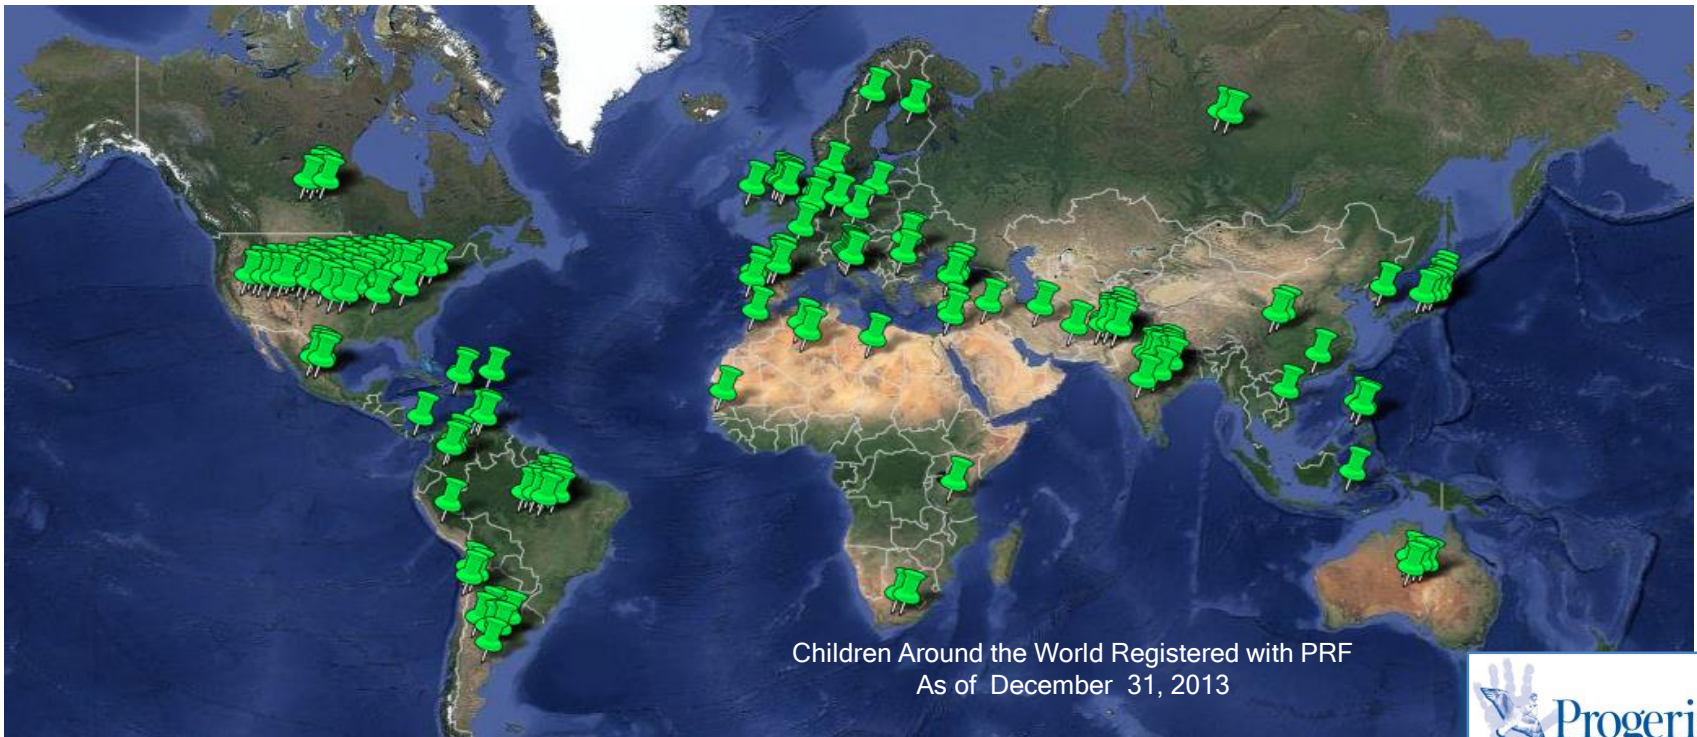 Children Around the World Registered with PRF
As of December 31, 2013
Progeri